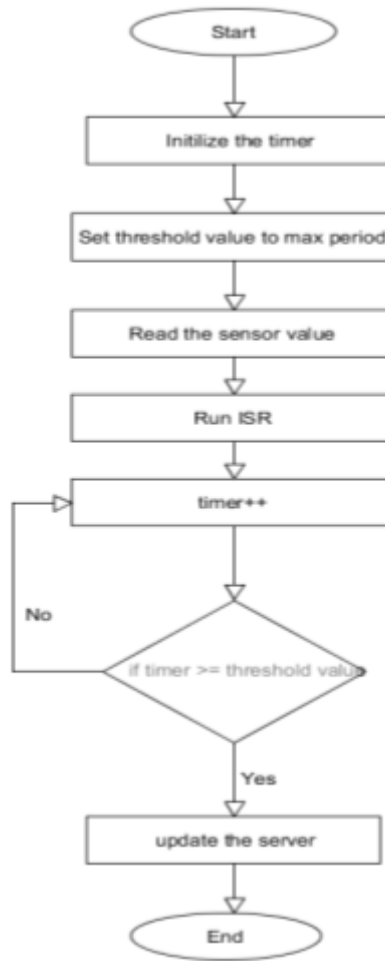 Start
Initilize the timer
Set threshold value to max period
Read the sensor value
Run ISR
timer++
No
if timer >= threshold value
Yes
update the server
End